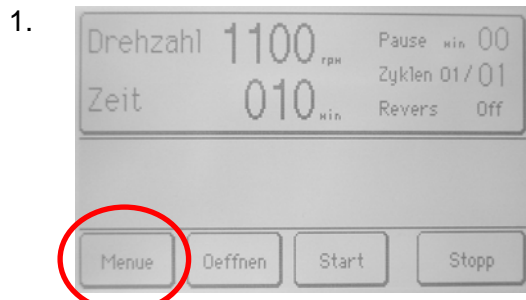 1.
Drehzahl 1100 rpm Pause min 00
Zyklen 01/01
Zeit 010 min Revers Off
Menue Oeffnen Start Stopp